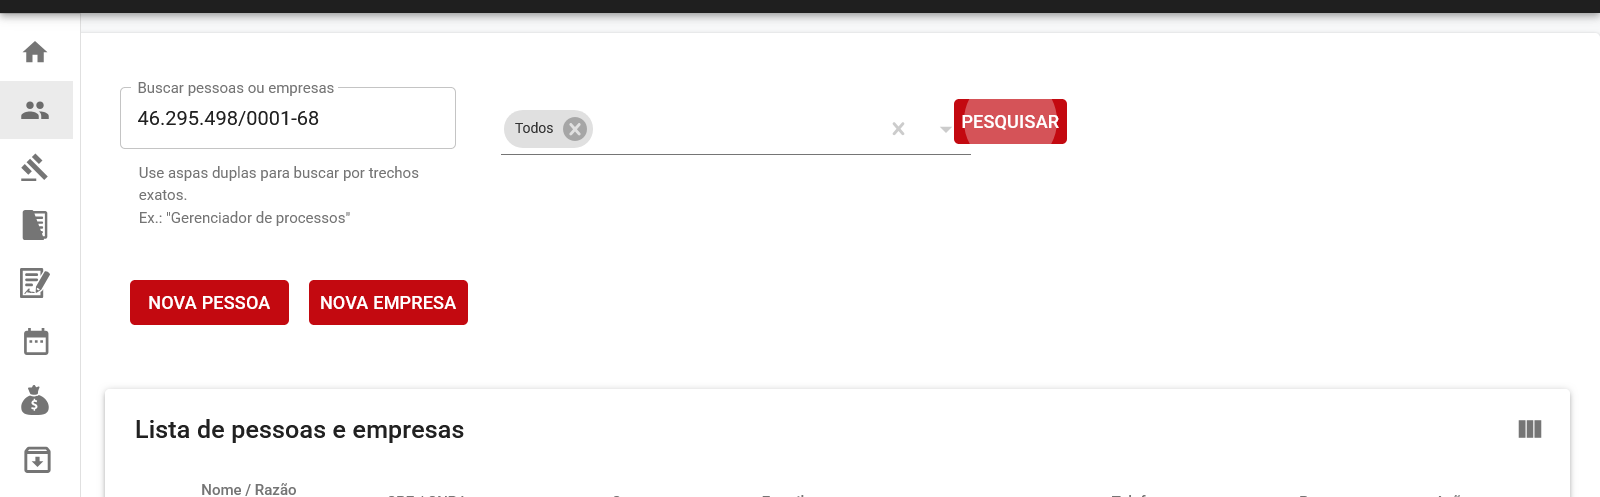 Buscar pessoas ou empresas
46.295.498/0001-68
Todos
PESQUISAR
Use aspas duplas para buscar por trechos
exatos.
Ex.: "Gerenciador de processos"
NOVA PESSOA
NOVA EMPRESA
Lista de pessoas e empresas
Nome / Razão